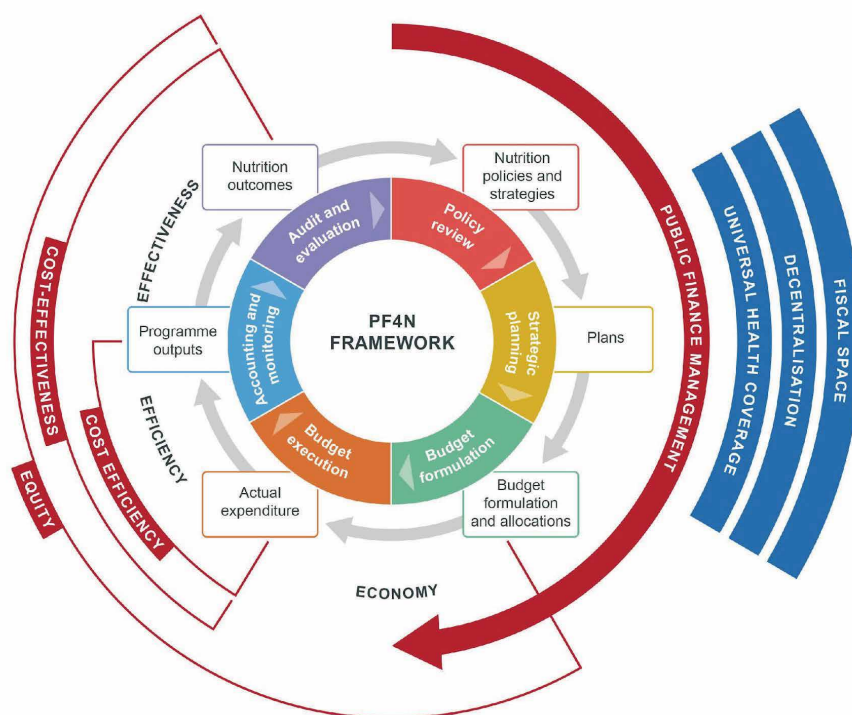 PF4N
FRAMEWORK
Policy
review
Strategic
planning
Budget
formulation
Budget
execution
Accounting and
monitoring
Audit and
evaluation
Nutrition
policies and
strategies
Plans
Budget
formulation
and allocations
Actual
expenditure
Programme
outputs
Nutrition
outcomes
EFFECTIVENESS
EFFICIENCY
ECONOMY
COST-EFFECTIVENESS
COST EFFICIENCY
EQUITY
PUBLIC FINANCE MANAGEMENT
UNIVERSAL HEALTH COVERAGE
DECENTRALISATION
FISCAL SPACE